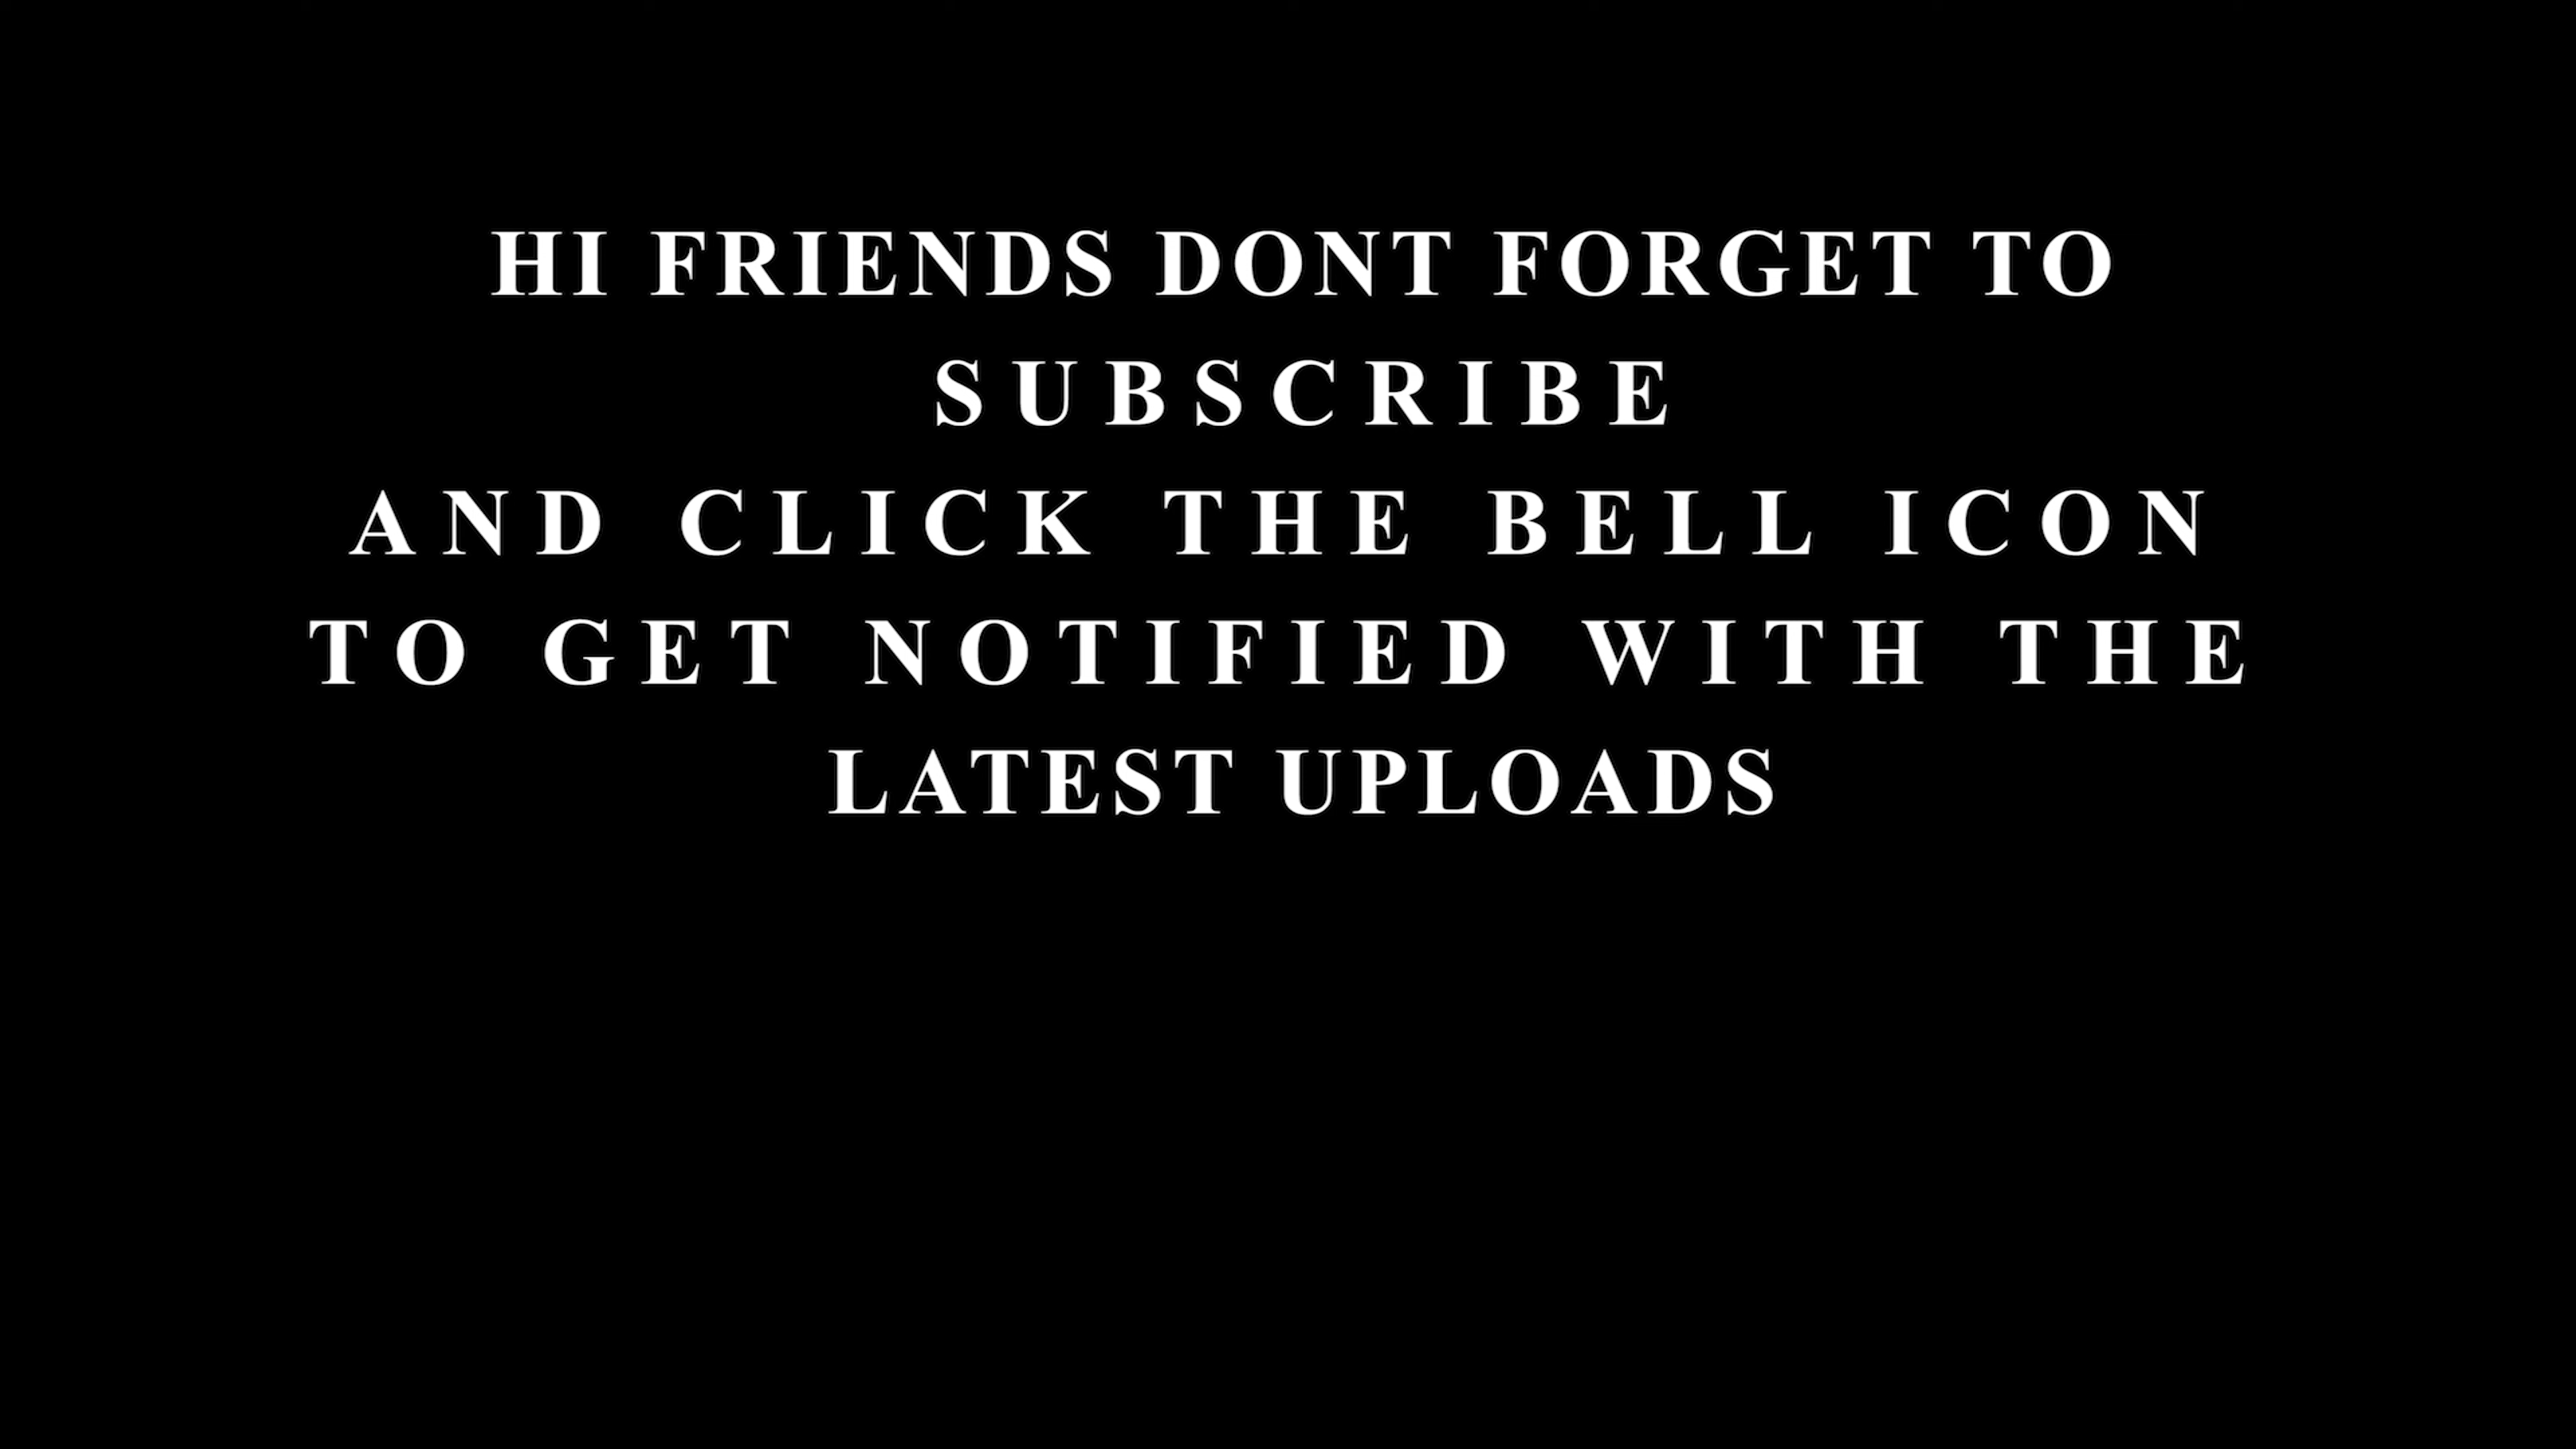 HI FRIENDS DONT FORGET TO
SUBSCRIBE
AND CLICK THE BELL ICON
TO GET NOTIFIED WITH THE
LATEST UPLOADS